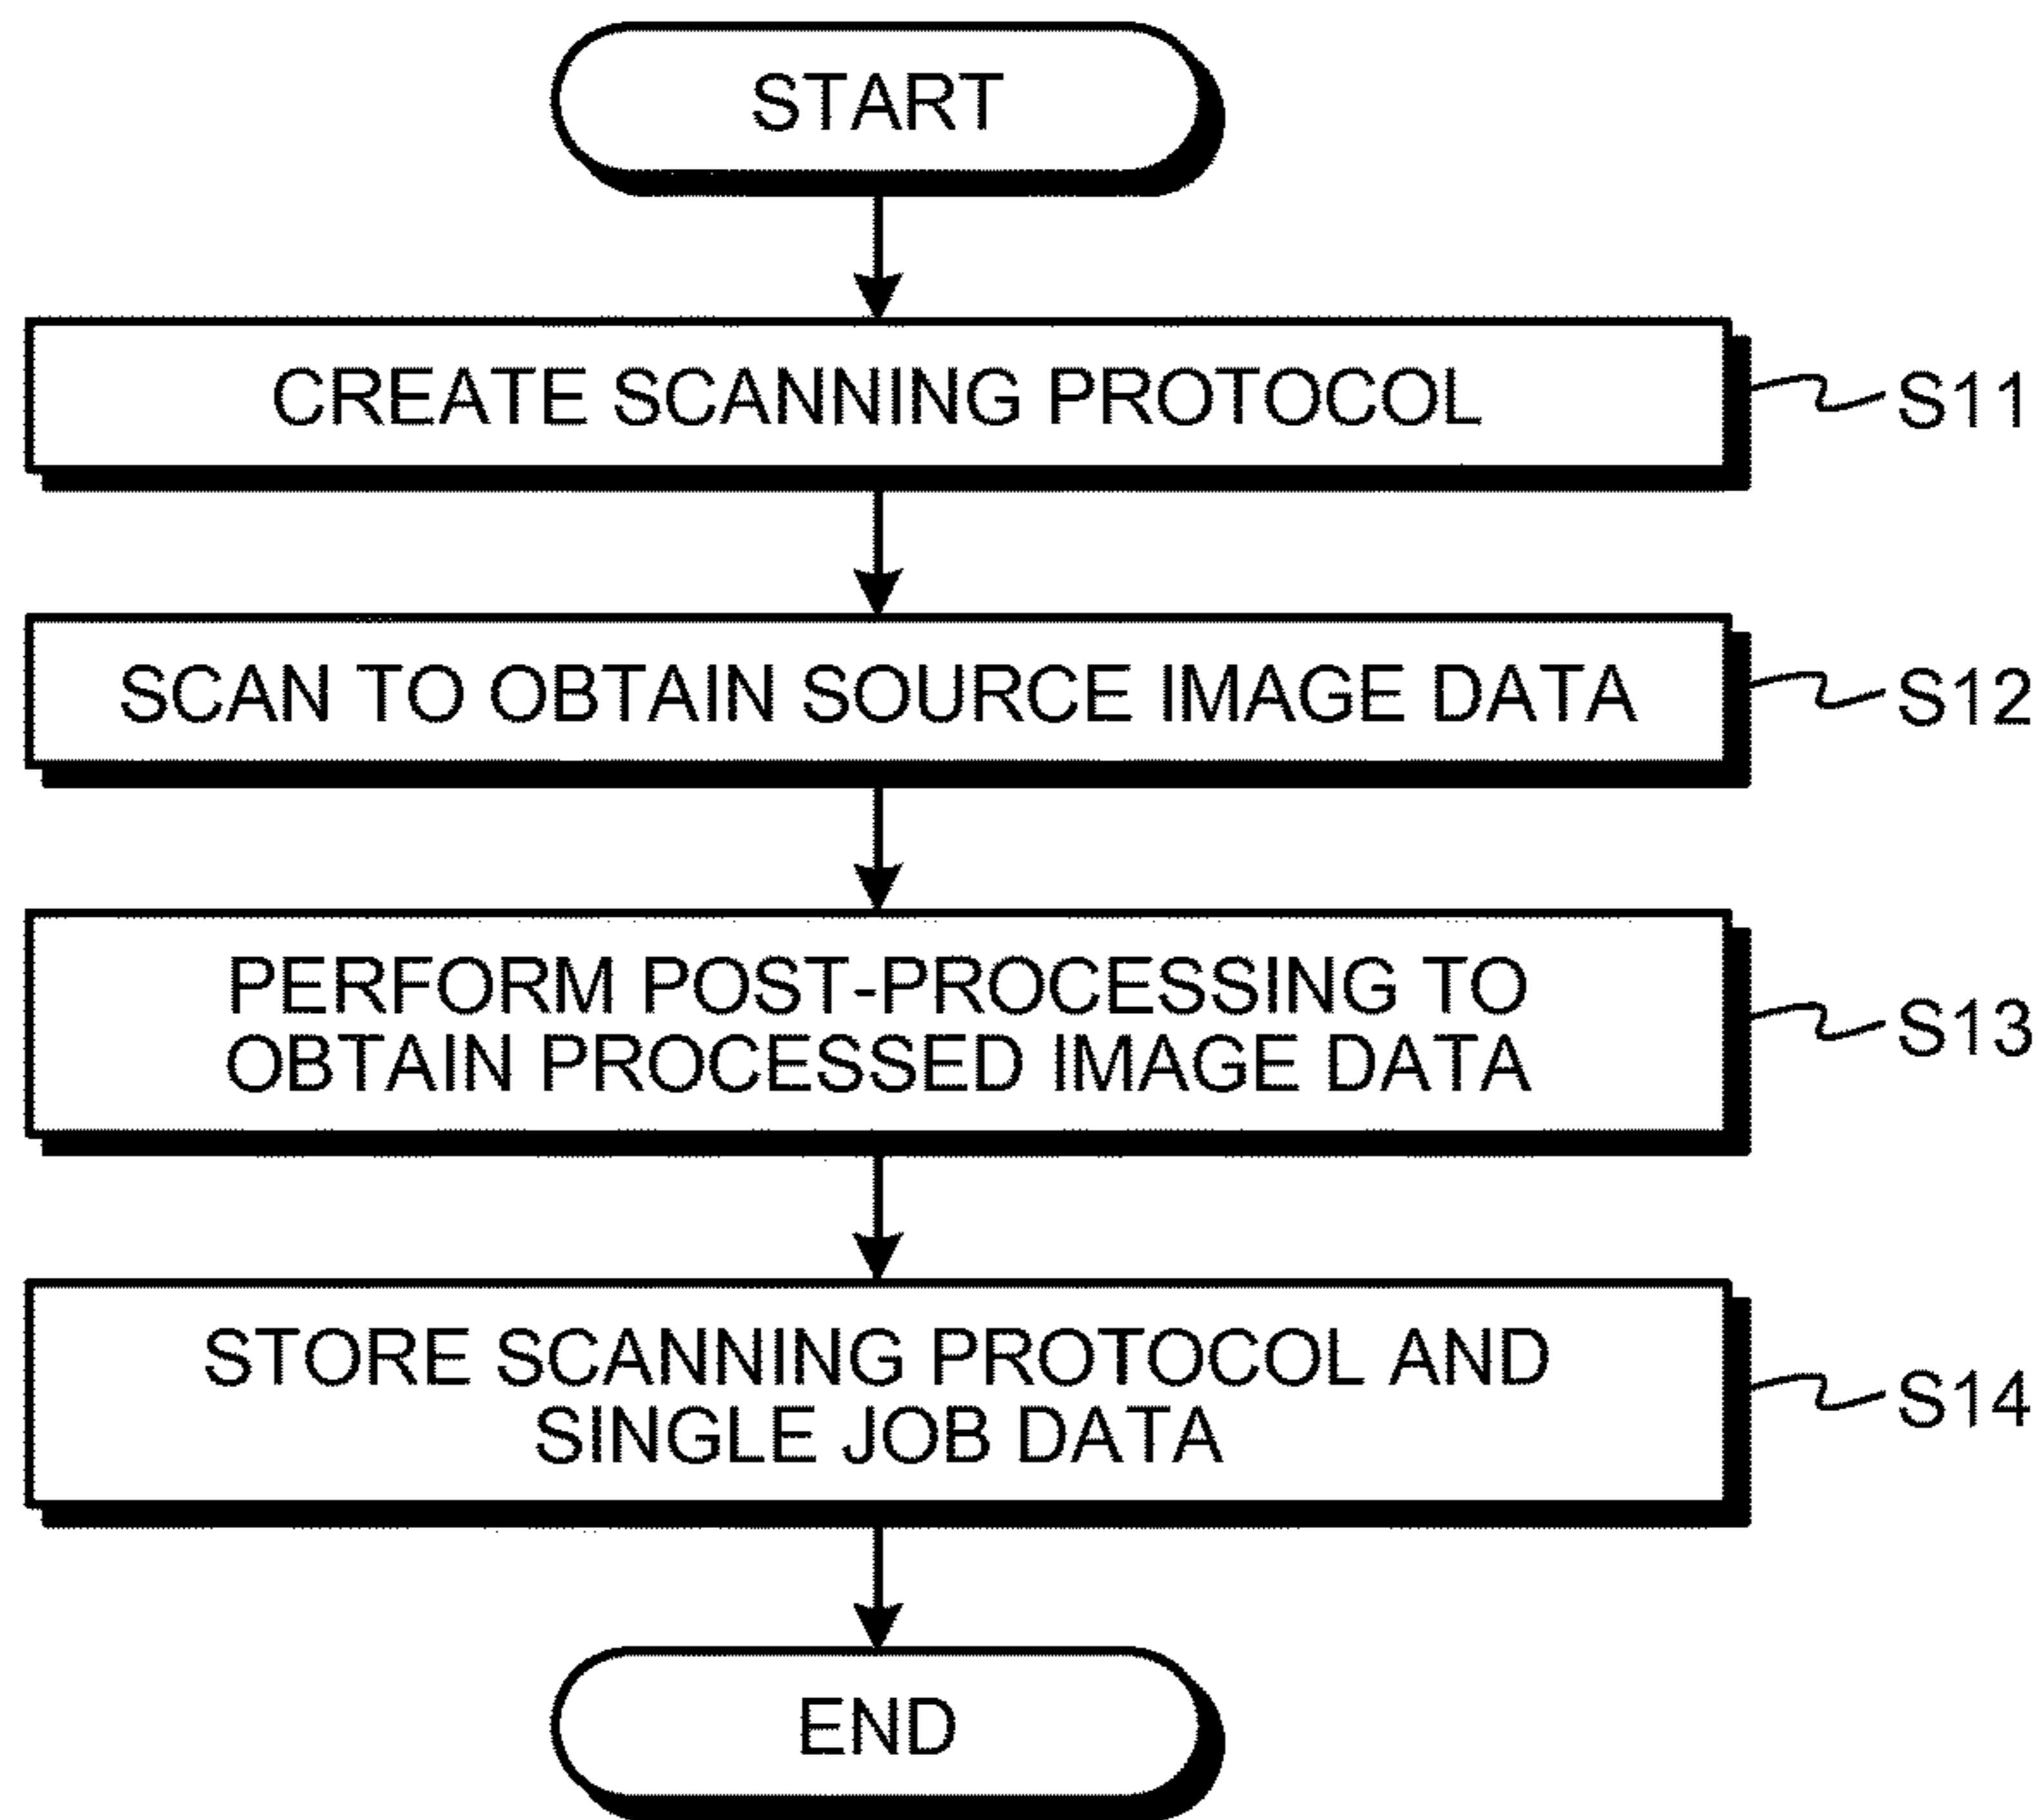 START
CREATE SCANNING PROTOCOL
S11
SCAN TO OBTAIN SOURCE IMAGE DATA
S12
PERFORM POST-PROCESSING TO
OBTAIN PROCESSED IMAGE DATA
S13
STORE SCANNING PROTOCOL AND
SINGLE JOB DATA
S14
END